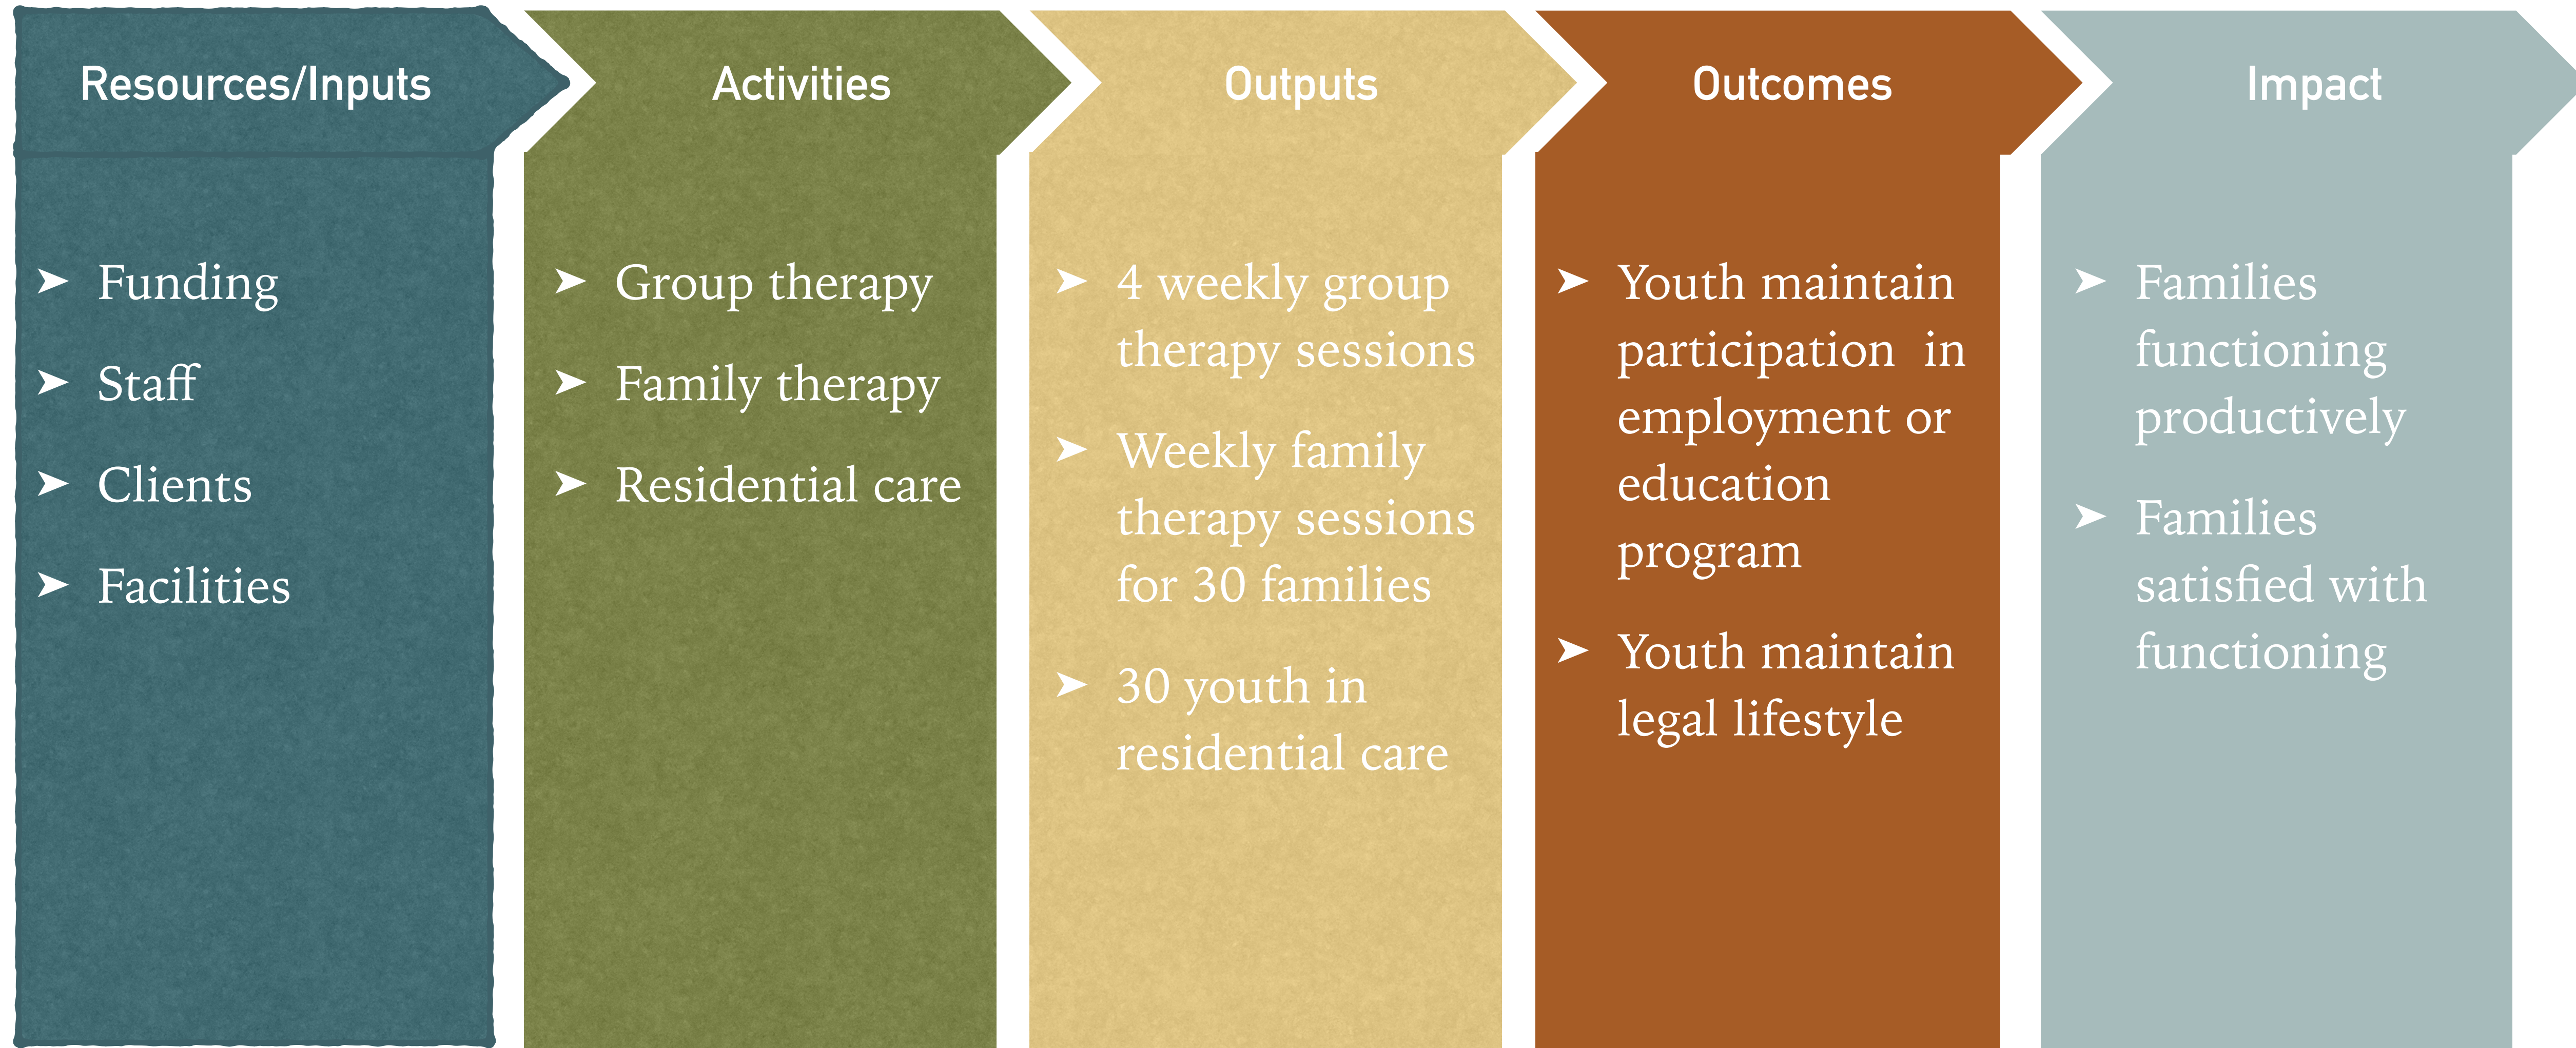 Resources/Inputs
➤ Funding
➤ Staff
➤ Clients
➤ Facilities
Activities
➤ Group therapy
➤ Family therapy
➤ Residential care
Outputs
➤ 4 weekly group
therapy sessions
➤ Weekly family
therapy sessions
for 30 families
➤ 30 youth in
residential care
Outcomes
➤ Youth maintain
participation in
employment or
education
program
➤ Youth maintain
legal lifestyle
Impact
➤ Families
functioning
productively
➤ Families
satisfied with
functioning